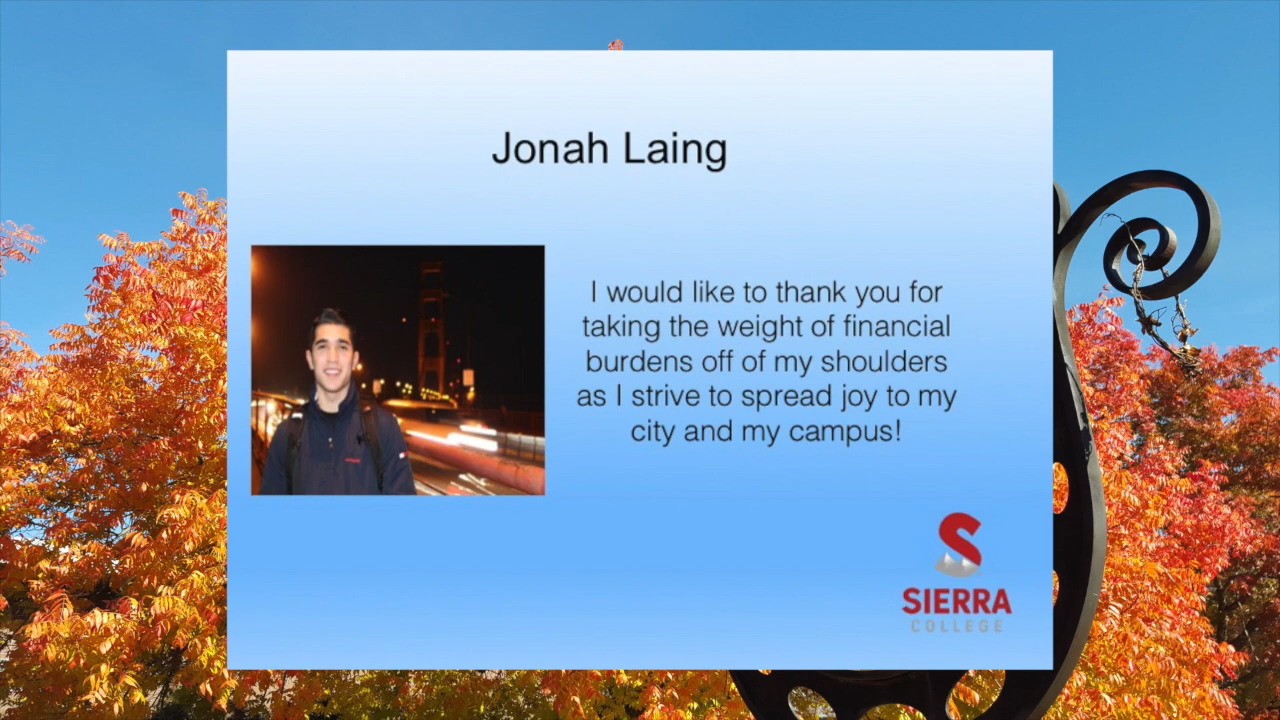 Jonah Laing
I would like to thank you for
taking the weight of financial
burdens off of my shoulders
as I strive to spread joy to my
city and my campus!
SIERRA
COLLEGE